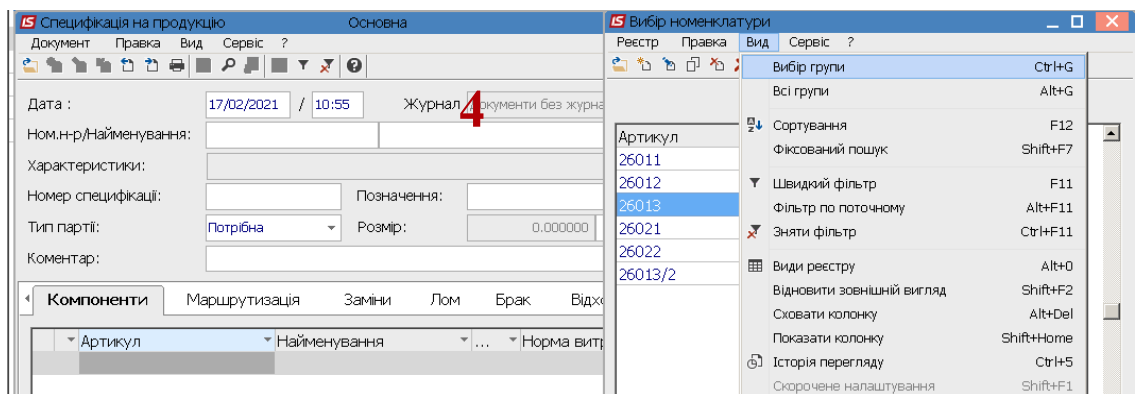 Специфікація на продукцію Основна
Документ Правка Вид Сервіс ?
Дата : 17/02/2021 / 10:55 Журнал
4
Ном.н-р/Найменування:
Характеристики:
Номер специфікації: Позначення:
Тип партії: Потрібна Розмір: 0.000000
Коментар:
Компоненти Маршрутизація Заміни Лом Брак
Артикул Найменування ... Норма
Вибір номенклатури
Реєстр Правка Вид Сервіс ?
Артикул
26011
26012
26013
26021
26022
26013/2
Вибір групи Ctrl+G
Всі групи Alt+G
Сортування F12
Фіксований пошук Shift+F7
Швидкий фільтр F11
Фільтр по поточному Alt+F11
Зняти фільтр Ctrl+F11
Види реєстру Alt+0
Відновити зовнішній вигляд Shift+F2
Сховати колонку Alt+Del
Показати колонку Shift+Home
Історія перегляду Ctrl+5
Скорочене налаштування Shift+F1